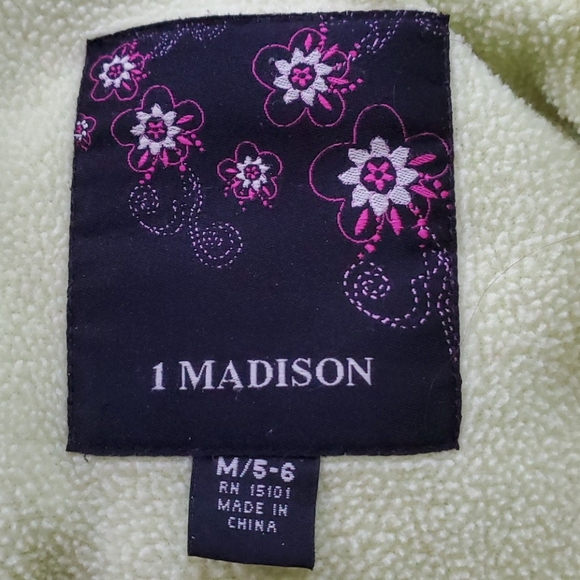 1 MADISON
M/5-6
RN 15101
MADE IN
CHINA